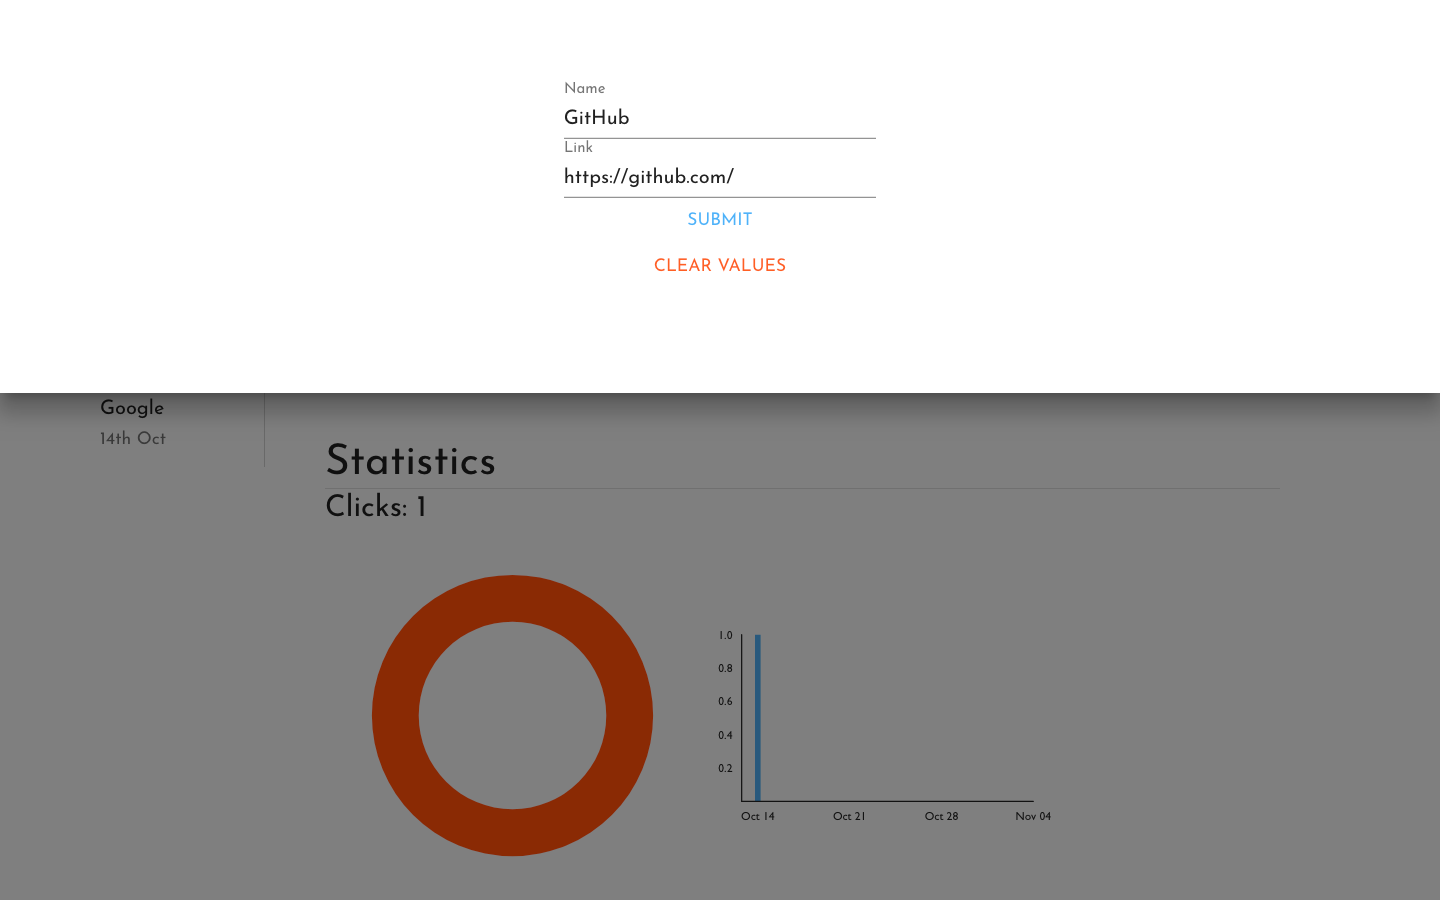 Name
GitHub
Link
https://github.com/
SUBMIT
CLEAR VALUES
Google
14th Oct
Statistics
Clicks: 1
1.0
0.8
0.6
0.4
0.2
Oct 14 Oct 21 Oct 28 Nov 04